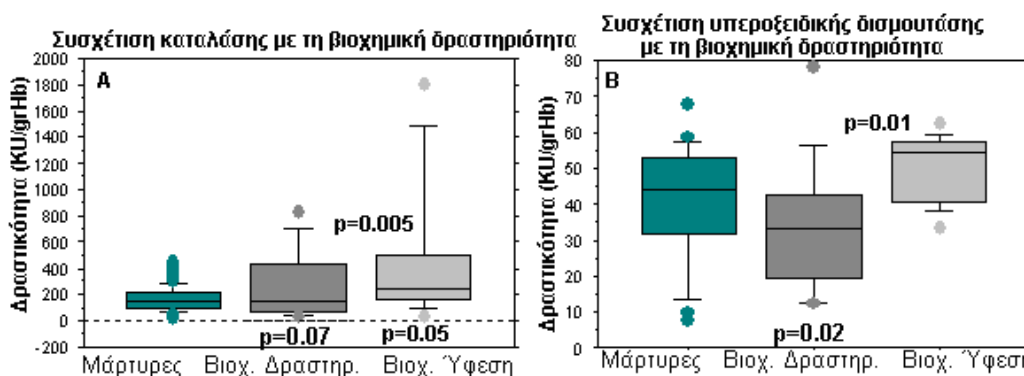 Συσχέτιση καταλάσης με τη βιοχημική δραστηριότητα
Δραστικότητα (KU/grHb)
2000
1800
1600
1400
1200
1000
800
600
400
200
0
-200
A
p=0.005
p=0.07
p=0.05
Μάρτυρες Βιοχ. Δραστηρ. Βιοχ. Ύφεση
Συσχέτιση υπεροξειδικής δισμουτάσης
με τη βιοχημική δραστηριότητα
Δραστικότητα (KU/grHb)
80
70
60
50
40
30
20
10
0
B
p=0.01
p=0.02
Μάρτυρες Βιοχ. Δραστηρ. Βιοχ. Ύφεση